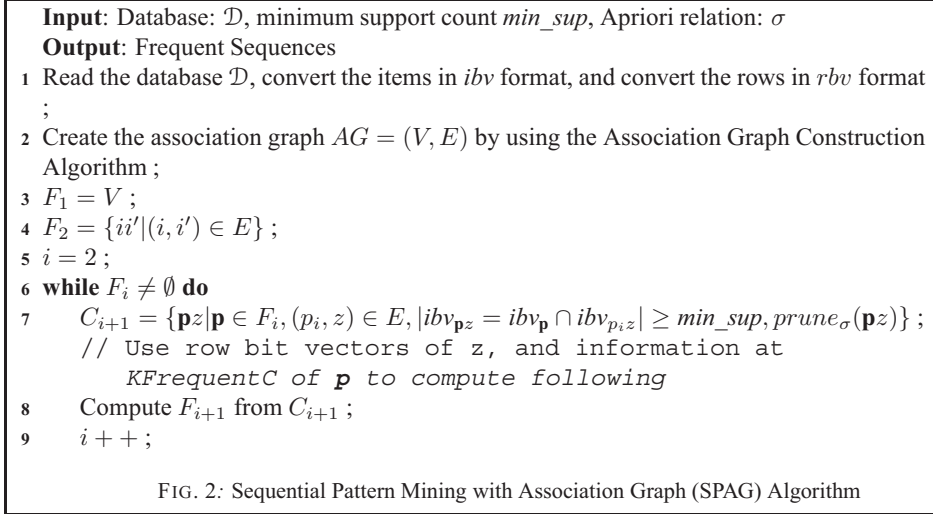 Input: Database: 𝒟, minimum support count min_sup, Apriori relation: σ
Output: Frequent Sequences
1 Read the database 𝒟, convert the items in ibv format, and convert the rows in rbv format
;
2 Create the association graph AG = (V, E) by using the Association Graph Construction
Algorithm ;
3 F₁ = V ;
4 F₂ = {ii′|(i, i′) ∈ E} ;
5 i = 2 ;
6 while Fᵢ ≠ ∅ do
7 Cᵢ₊₁ = {pz|p ∈ Fᵢ, (pᵢ, z) ∈ E, |ibv_pz = ibv_p ∩ ibv_{pᵢz}| ≥ min_sup, prune_σ(pz)} ;
// Use row bit vectors of z, and information at
KFrequentC of p to compute following
8 Compute Fᵢ₊₁ from Cᵢ₊₁ ;
9 i + + ;
FIG. 2: Sequential Pattern Mining with Association Graph (SPAG) Algorithm